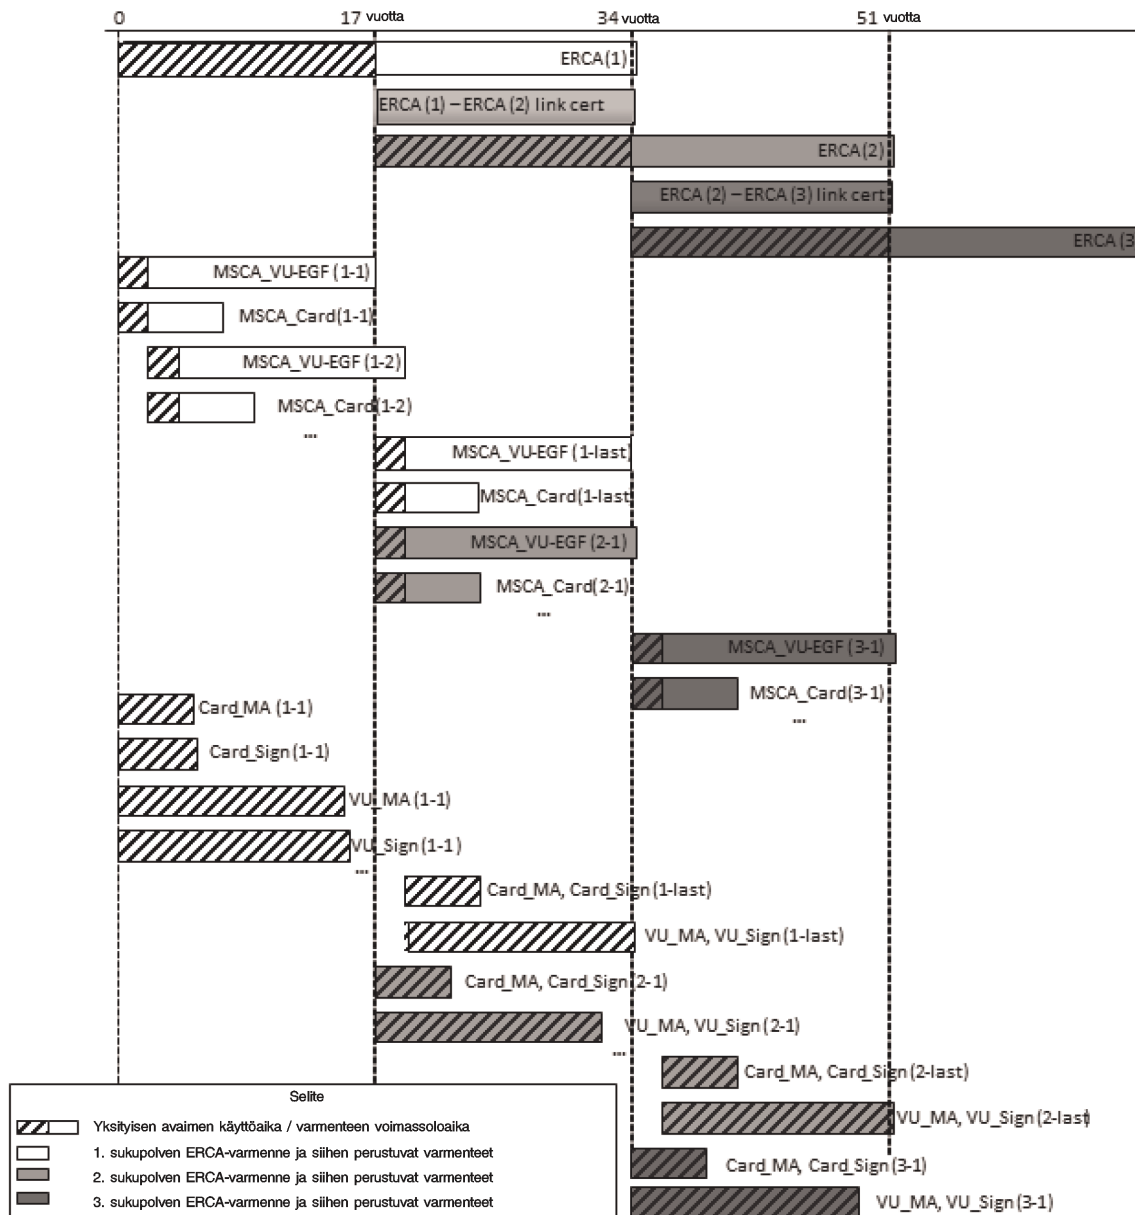 0 17 vuotta 34 vuotta 51 vuotta
ERCA (1)
ERCA (1) – ERCA (2) link cert
ERCA (2)
ERCA (2) – ERCA (3) link cert
ERCA (3
MSCA_VU-EGF (1-1)
MSCA_Card(1-1)
MSCA_VU-EGF (1-2)
MSCA_Card(1-2)
...
MSCA_VU-EGF (1-last)
MSCA_Card(1-last
MSCA_VU-EGF (2-1)
MSCA_Card(2-1)
...
MSCA_VU-EGF (3-1)
MSCA_Card(3-1)
...
Card_MA (1-1)
Card_Sign (1-1)
VU_MA (1-1)
VU_Sign (1-1)
...
Card_MA, Card_Sign (1-last)
VU_MA, VU_Sign (1-last)
Card_MA, Card_Sign (2-1)
VU_MA, VU_Sign (2-1)
...
Card_MA, Card_Sign (2-last)
VU_MA, VU_Sign (2-last)
Card_MA, Card_Sign (3-1)
VU_MA, VU_Sign (3-1)
Selite
Yksityisen avaimen käyttöaika / varmenteen voimassoloaika
1. sukupolven ERCA-varmenne ja siihen perustuvat varmenteet
2. sukupolven ERCA-varmenne ja siihen perustuvat varmenteet
3. sukupolven ERCA-varmenne ja siihen perustuvat varmenteet